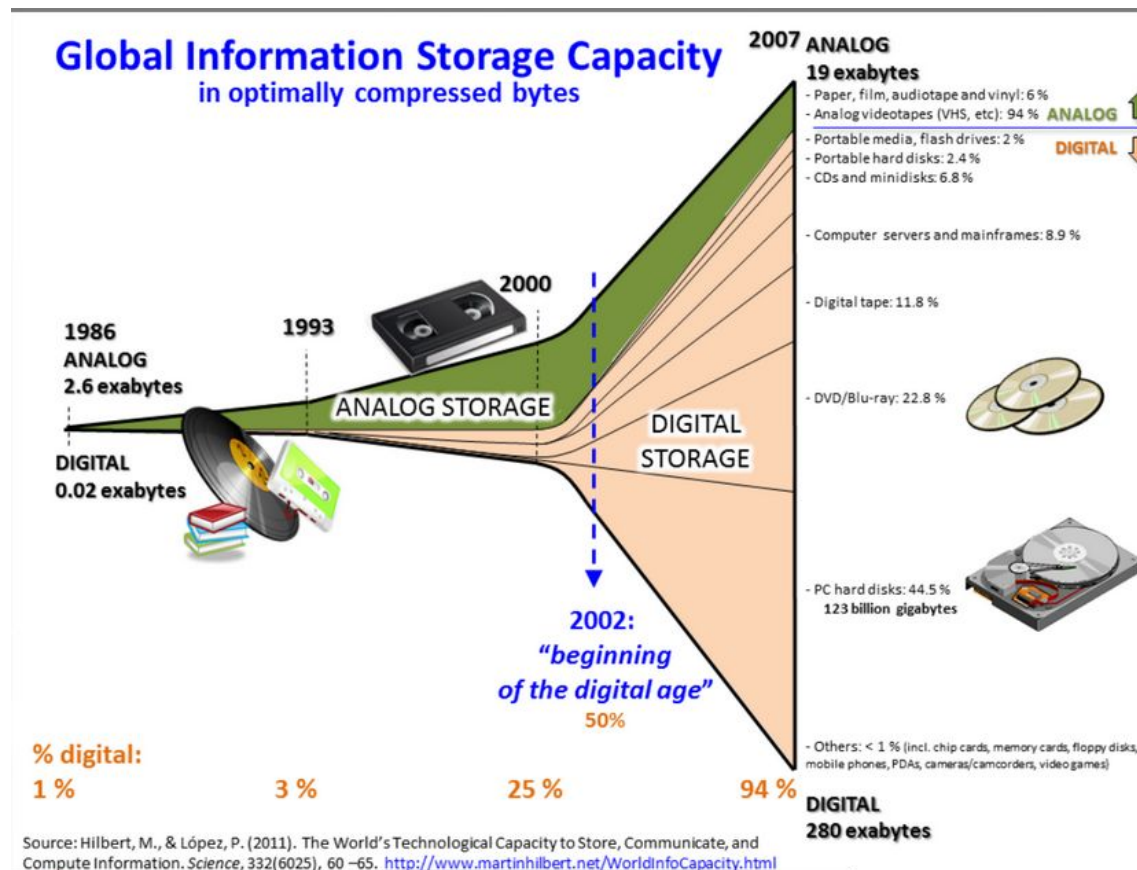 Global Information Storage Capacity
in optimally compressed bytes
2007
ANALOG
19 exabytes
- Paper, film, audiotape and vinyl: 6 %
- Analog videotapes (VHS, etc): 94 %
ANALOG
- Portable media, flash drives: 2 %
DIGITAL
- Portable hard disks: 2.4 %
- CDs and minidisks: 6.8 %
- Computer servers and mainframes: 8.9 %
- Digital tape: 11.8 %
- DVD/Blu-ray: 22.8 %
- PC hard disks: 44.5 %
123 billion gigabytes
- Others: < 1 % (incl. chip cards, memory cards, floppy disks,
mobile phones, PDAs, cameras/camcorders, video games)
DIGITAL
280 exabytes
1986
ANALOG
2.6 exabytes
DIGITAL
0.02 exabytes
1993
2000
ANALOG STORAGE
DIGITAL
STORAGE
2002:
"beginning
of the digital age"
50%
% digital:
1 %
3 %
25 %
94 %
Source: Hilbert, M., & López, P. (2011). The World's Technological Capacity to Store, Communicate, and
Compute Information. Science, 332(6025), 60 –65. http://www.martinhilbert.net/WorldInfoCapacity.html